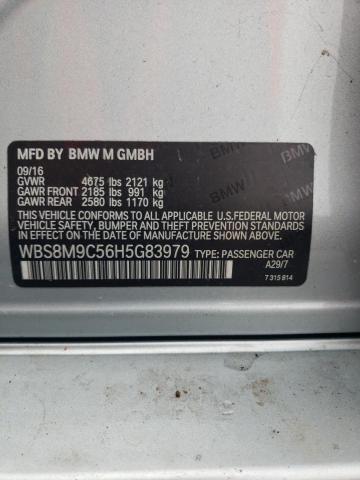 MFD BY BMW M GMBH
09/16
GVWR 4675 lbs 2121 kg
GAWR FRONT 2185 lbs 991 kg
GAWR REAR 2580 lbs 1170 kg
THIS VEHICLE CONFORMS TO ALL APPLICABLE U.S.FEDERAL MOTOR
VEHICLE SAFETY, BUMPER AND THEFT PREVENTION STANDARDS
IN EFFECT ON THE DATE OF MANUFACTURE SHOWN ABOVE.
WBS8M9C56H5G83979 TYPE: PASSENGER CAR
A29/7
7 315 814